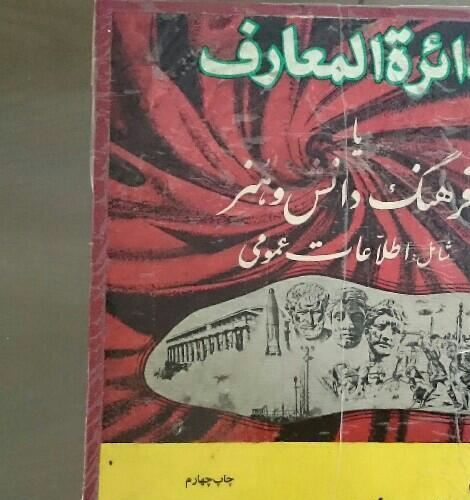 دائرة المعارف
یا
فرهنگ دانش و هنر
شامل: اطلاعات عمومی
چاپ چهارم